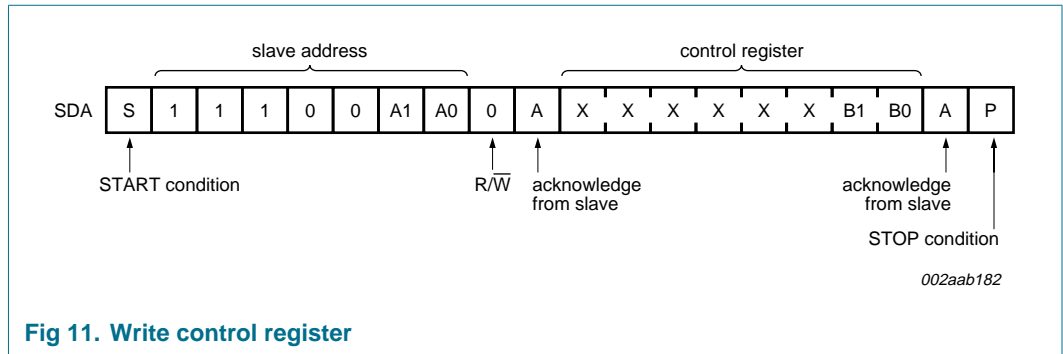 slave address control register
SDA S 1 1 1 0 0 A1 A0 0 A X X X X X X B1 B0 A P
START condition R/W̅ acknowledge from slave acknowledge from slave
STOP condition
002aab182
Fig 11. Write control register